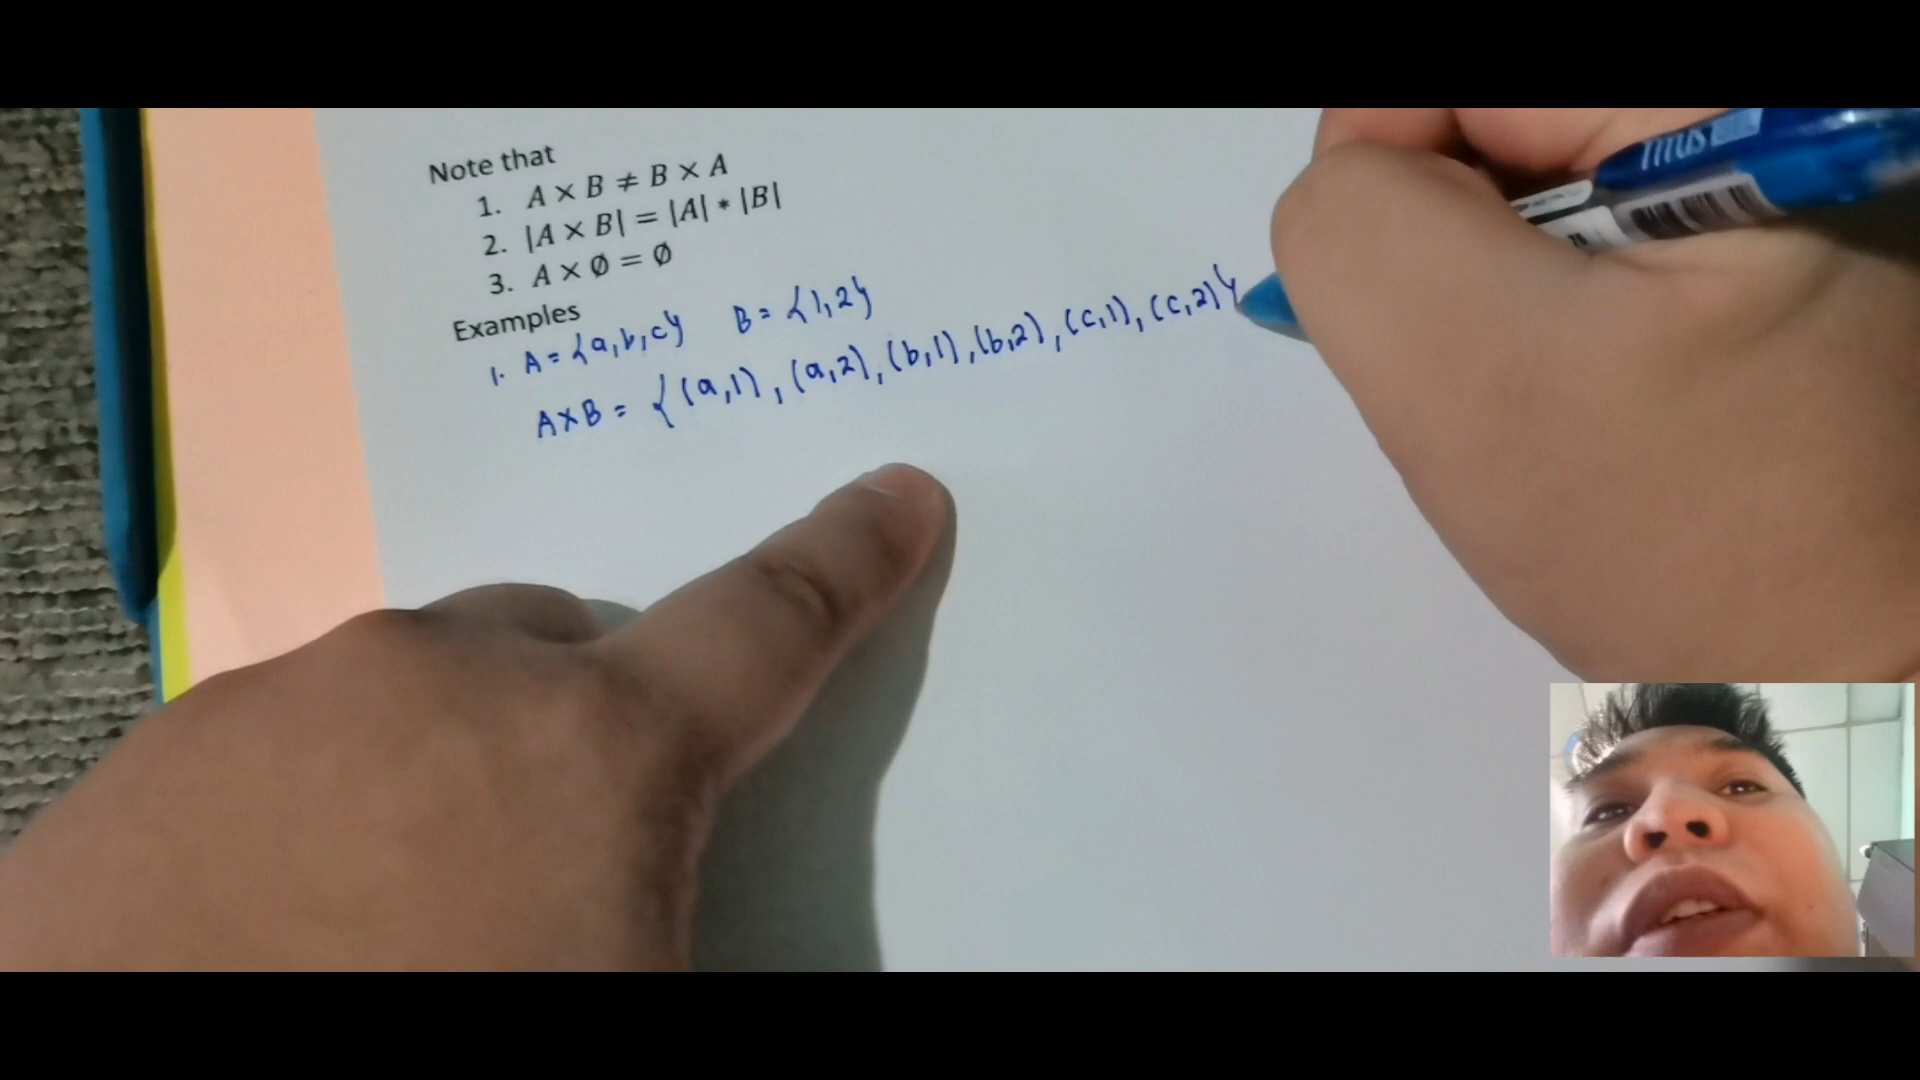 Note that
1. A × B ≠ B × A
2. |A × B| = |A| * |B|
3. A × ∅ = ∅
Examples
1. A = {a, b, c} B = {1, 2}
A×B = {(a,1), (a,2), (b,1), (b,2), (c,1), (c,2)}